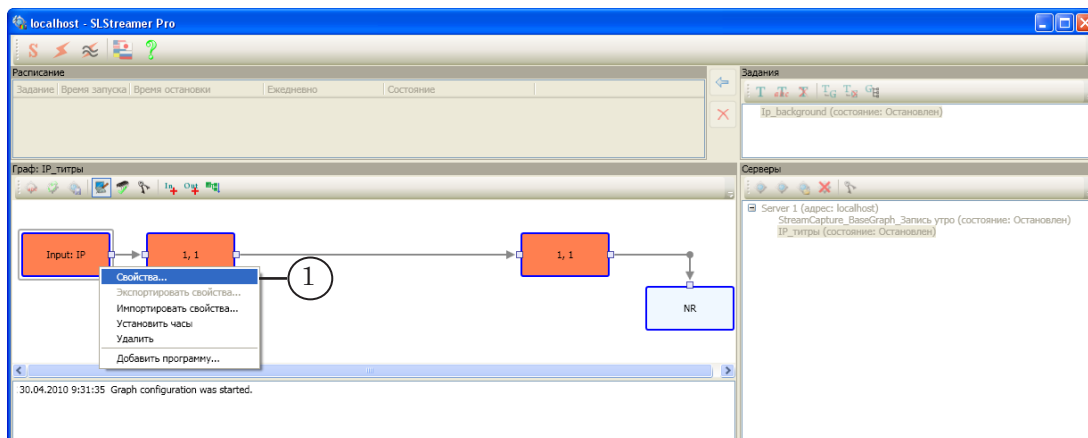 localhost - SLStreamer Pro
Расписание
Задание Время запуска Время остановки Ежедневно Состояние
Задания
Ip_background (состояние: Остановлен)
Граф: IP_титры
In Out
Input: IP
1, 1
1, 1
NR
Свойства...
Экспортировать свойства...
Импортировать свойства...
Установить часы
Удалить
Добавить программу...
1
Серверы
Server 1 (адрес: localhost)
StreamCapture_BaseGraph_Запись утро (состояние: Остановлен)
IP_титры (состояние: Остановлен)
30.04.2010 9:31:35 Graph configuration was started.